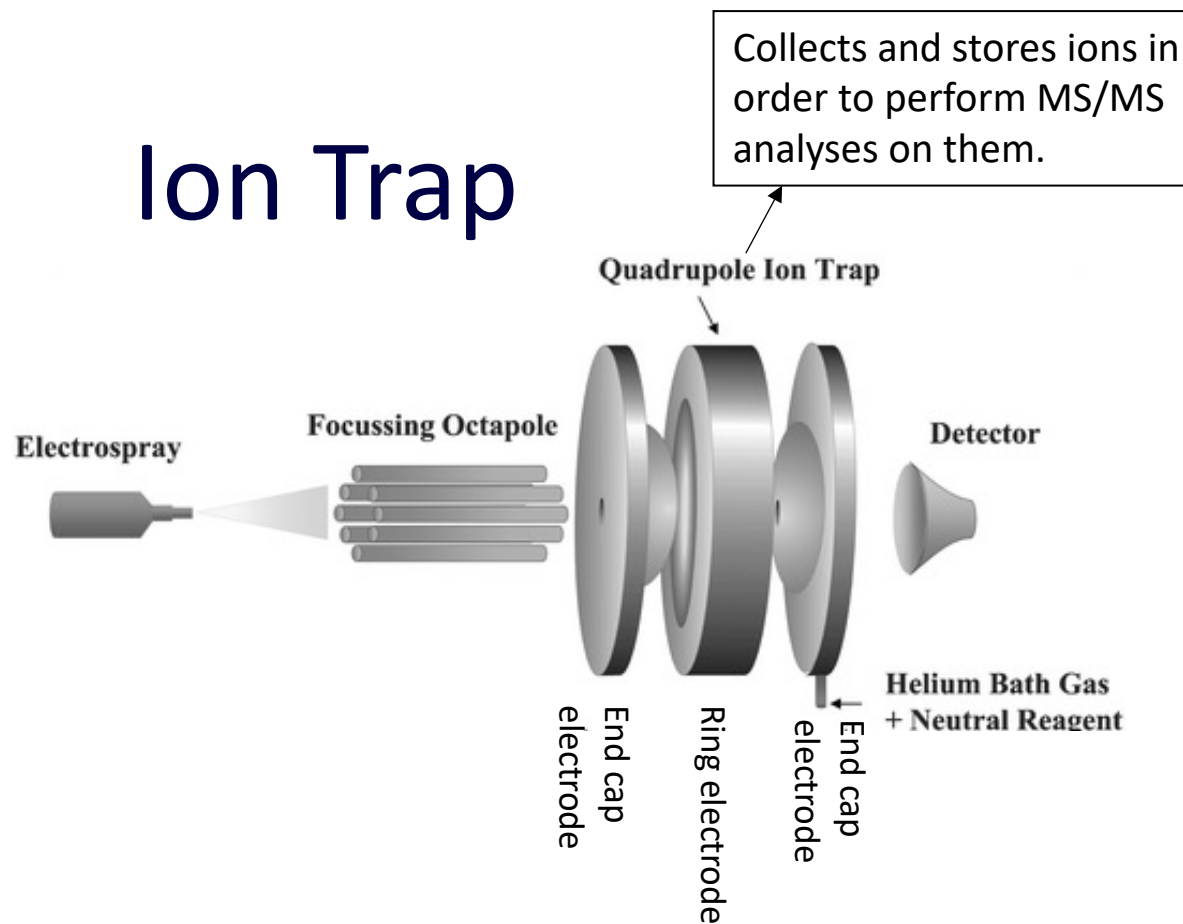 Collects and stores ions in
order to perform MS/MS
analyses on them.
Ion Trap
Quadrupole Ion Trap
Focussing Octapole
Electrospray
Detector
Helium Bath Gas
+ Neutral Reagent
End cap
electrode
Ring electrode
End cap
electrode